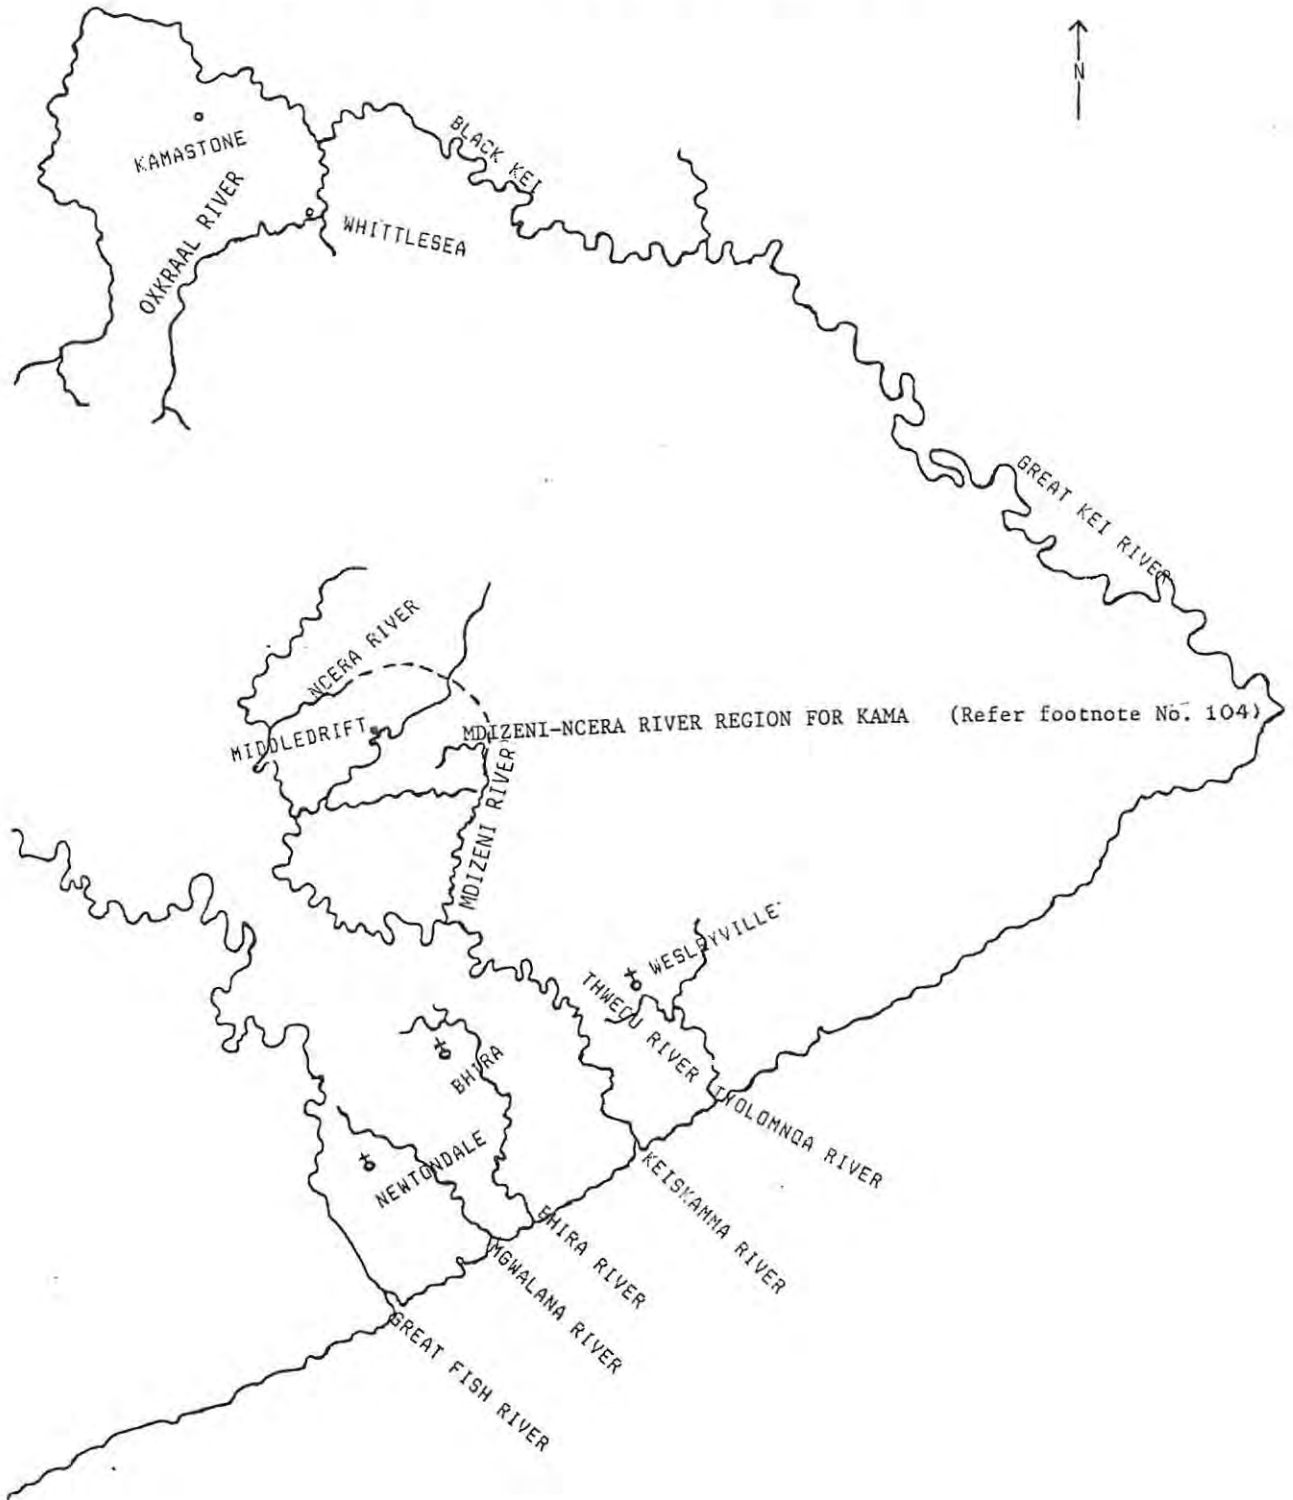 N
BLACK KEI
KAMASTONE
OXKRAAL RIVER
WHITTLESEA
GREAT KEI RIVER
NCERA RIVER
MIDDLEDRIFT
MDIZENI-NCERA RIVER REGION FOR KAMA (Refer footnote No. 104)
MDIZENI RIVER
WESLEYVILLE
THWECU RIVER
BHIRA
TYOLOMNQA RIVER
NEWTONDALE
KEISKAMMA RIVER
BHIRA RIVER
MGWALANA RIVER
GREAT FISH RIVER